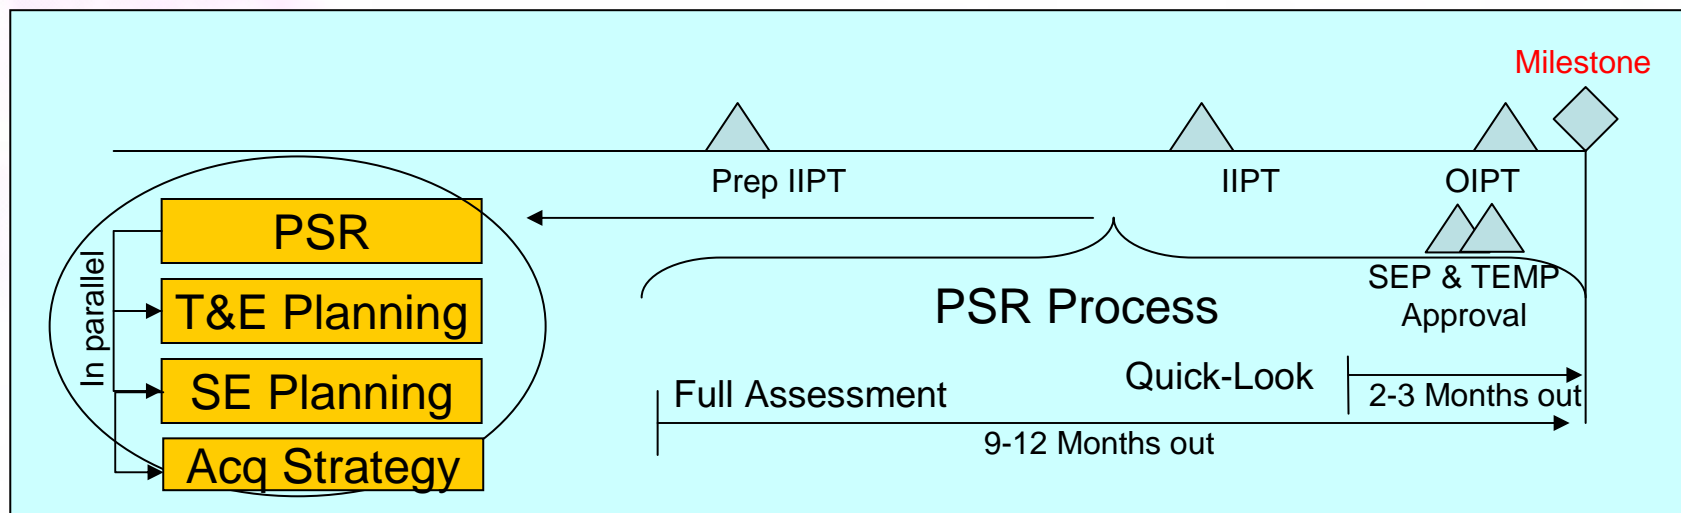 Milestone
Prep IIPT
IIPT
OIPT
In parallel
PSR
T&E Planning
SE Planning
Acq Strategy
PSR Process
SEP & TEMP
Approval
Full Assessment
Quick-Look
2-3 Months out
9-12 Months out